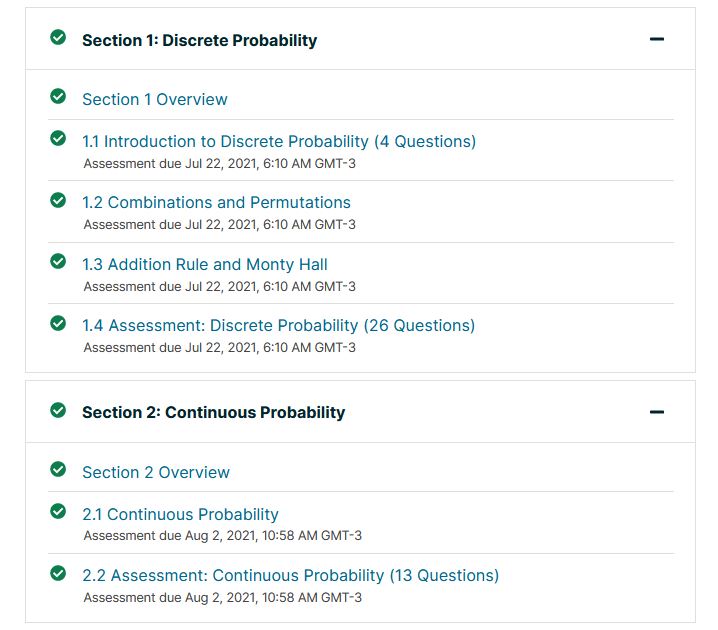 Section 1: Discrete Probability
Section 1 Overview
1.1 Introduction to Discrete Probability (4 Questions)
Assessment due Jul 22, 2021, 6:10 AM GMT-3
1.2 Combinations and Permutations
Assessment due Jul 22, 2021, 6:10 AM GMT-3
1.3 Addition Rule and Monty Hall
Assessment due Jul 22, 2021, 6:10 AM GMT-3
1.4 Assessment: Discrete Probability (26 Questions)
Assessment due Jul 22, 2021, 6:10 AM GMT-3
Section 2: Continuous Probability
Section 2 Overview
2.1 Continuous Probability
Assessment due Aug 2, 2021, 10:58 AM GMT-3
2.2 Assessment: Continuous Probability (13 Questions)
Assessment due Aug 2, 2021, 10:58 AM GMT-3